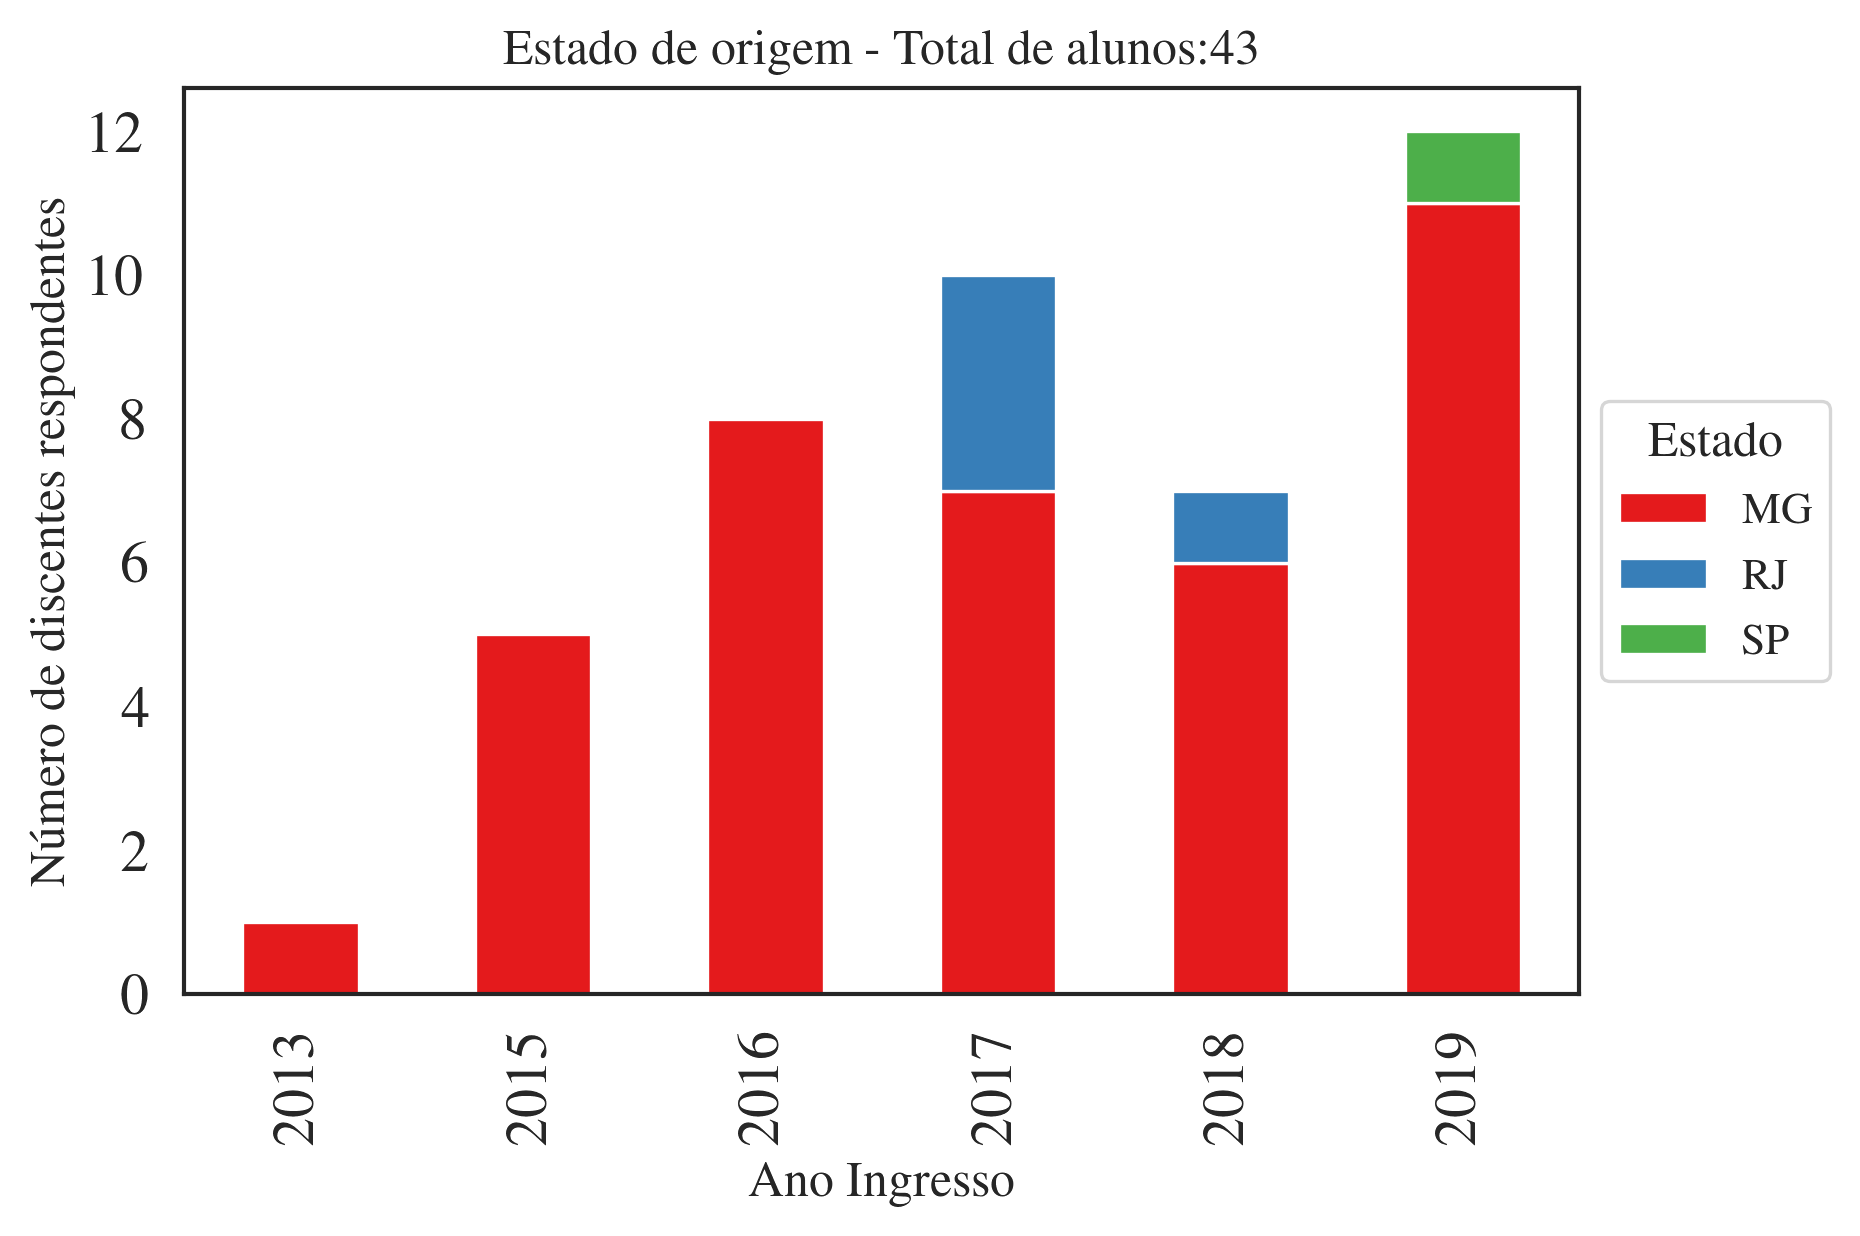 Estado de origem - Total de alunos:43
Número de discentes respondentes
12
10
8
6
4
2
0
2013
2015
2016
2017
2018
2019
Ano Ingresso
Estado
MG
RJ
SP